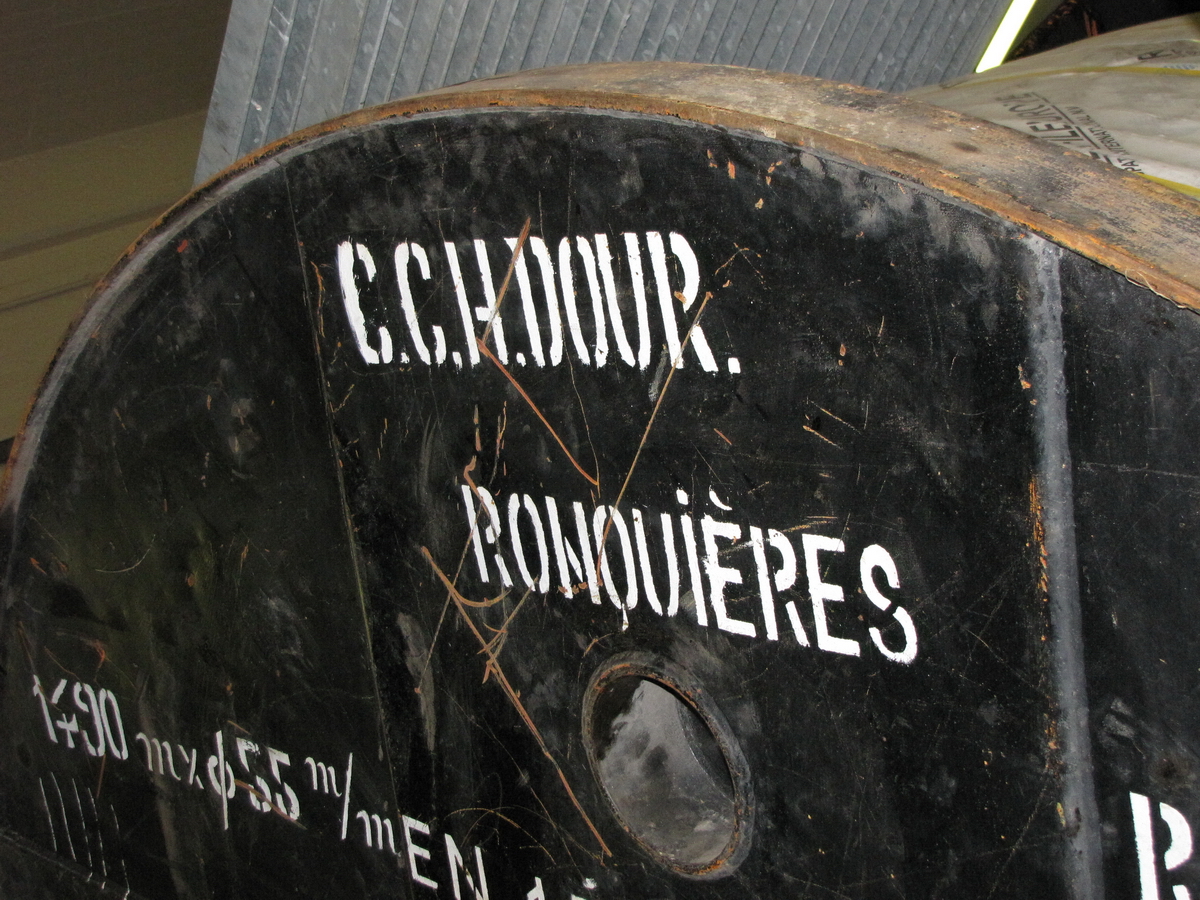 C.C.H.DOUR.
RONQUIÈRES
1490 m x ϕ 55 m/m EN